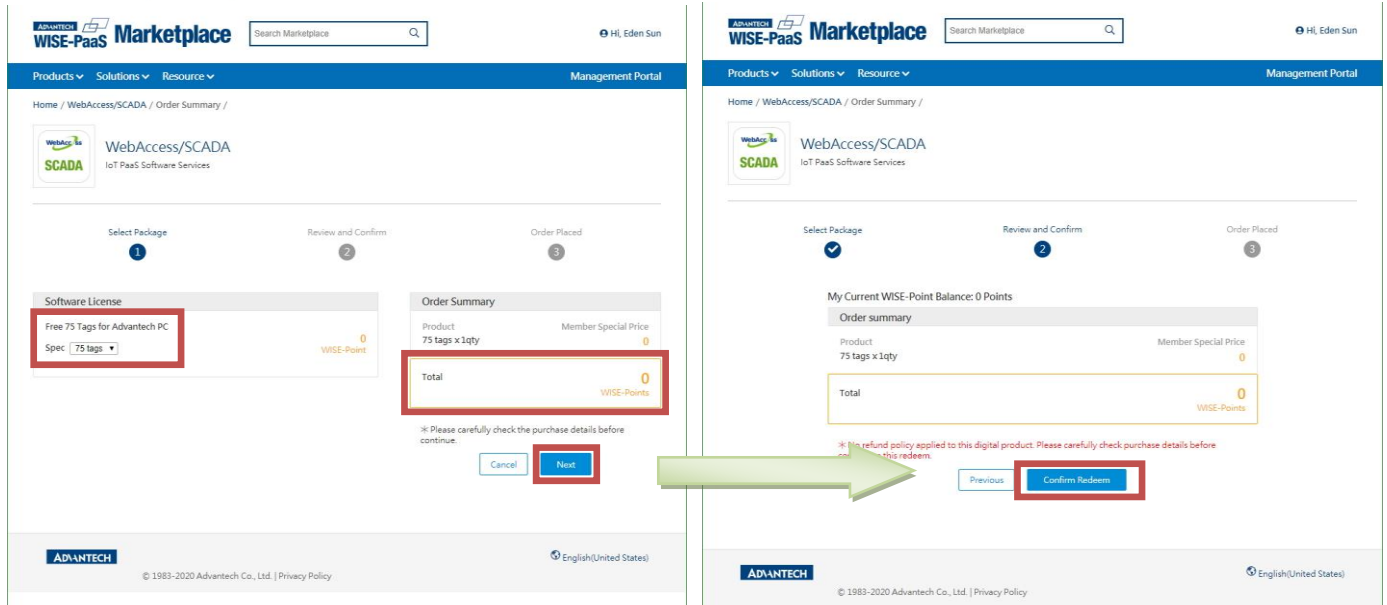 ADVANTECH
WISE-PaaS Marketplace
Search Marketplace
Hi, Eden Sun
Products Solutions Resource Management Portal
Home / WebAccess/SCADA / Order Summary /
WebAccess
SCADA
WebAccess/SCADA
IoT PaaS Software Services
Select Package Review and Confirm Order Placed
1 2 3
Software License
Free 75 Tags for Advantech PC
Spec 75 tags
0
WISE-Point
Order Summary
Product Member Special Price
75 tags x 1qty 0
Total 0
WISE-Points
* Please carefully check the purchase details before
continue.
Cancel Next
ADVANTECH
© 1983-2020 Advantech Co., Ltd. | Privacy Policy
English(United States)
ADVANTECH
WISE-PaaS Marketplace
Search Marketplace
Hi, Eden Sun
Products Solutions Resource Management Portal
Home / WebAccess/SCADA / Order Summary /
WebAccess
SCADA
WebAccess/SCADA
IoT PaaS Software Services
Select Package Review and Confirm Order Placed
2 3
My Current WISE-Point Balance: 0 Points
Order summary
Product Member Special Price
75 tags x 1qty 0
Total 0
WISE-Points
* No refund policy applied to this digital product. Please carefully check purchase details before
this redeem.
Previous Confirm Redeem
ADVANTECH
© 1983-2020 Advantech Co., Ltd. | Privacy Policy
English(United States)